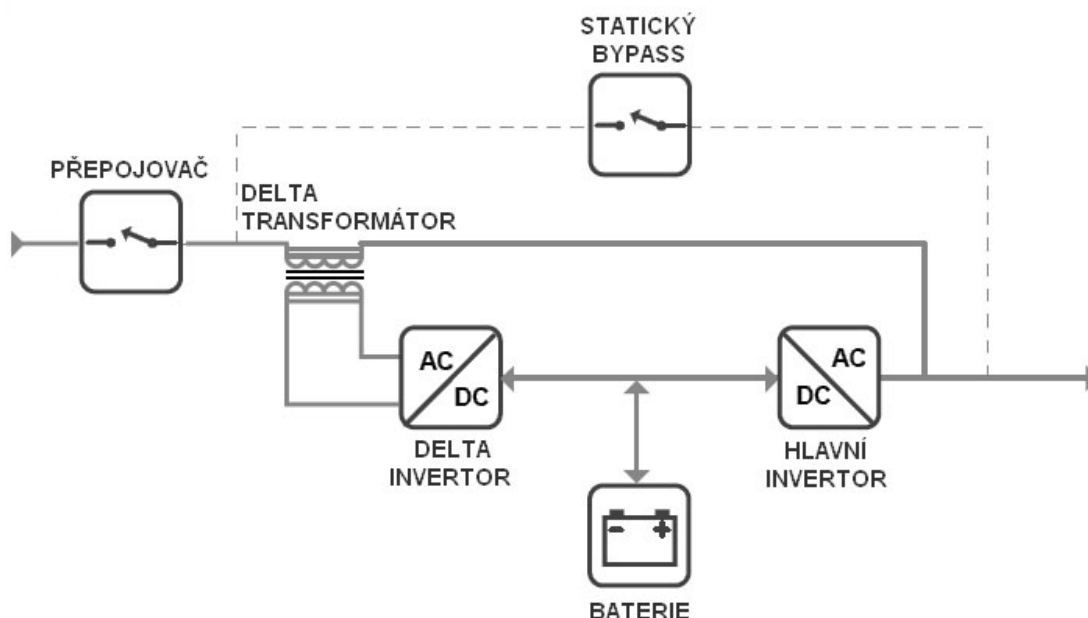 STATICKÝ
BYPASS
PŘEPOJOVAČ
DELTA
TRANSFORMÁTOR
AC
DC
AC
DC
DELTA
INVERTOR
HLAVNÍ
INVERTOR
- +
BATERIE